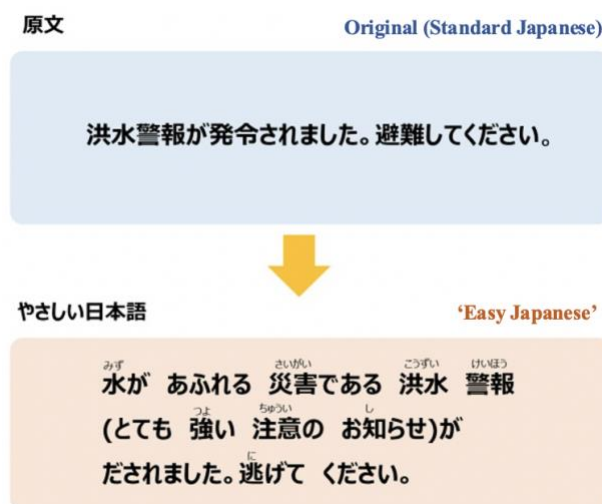 原文
Original (Standard Japanese)
洪水警報が発令されました。避難してください。
やさしい日本語
‘Easy Japanese’
みず さいがい こうずい けいほう
水が あふれる 災害である 洪水 警報
つよ ちゅうい し
(とても 強い 注意の お知らせ)が
に
だされました。逃げて ください。